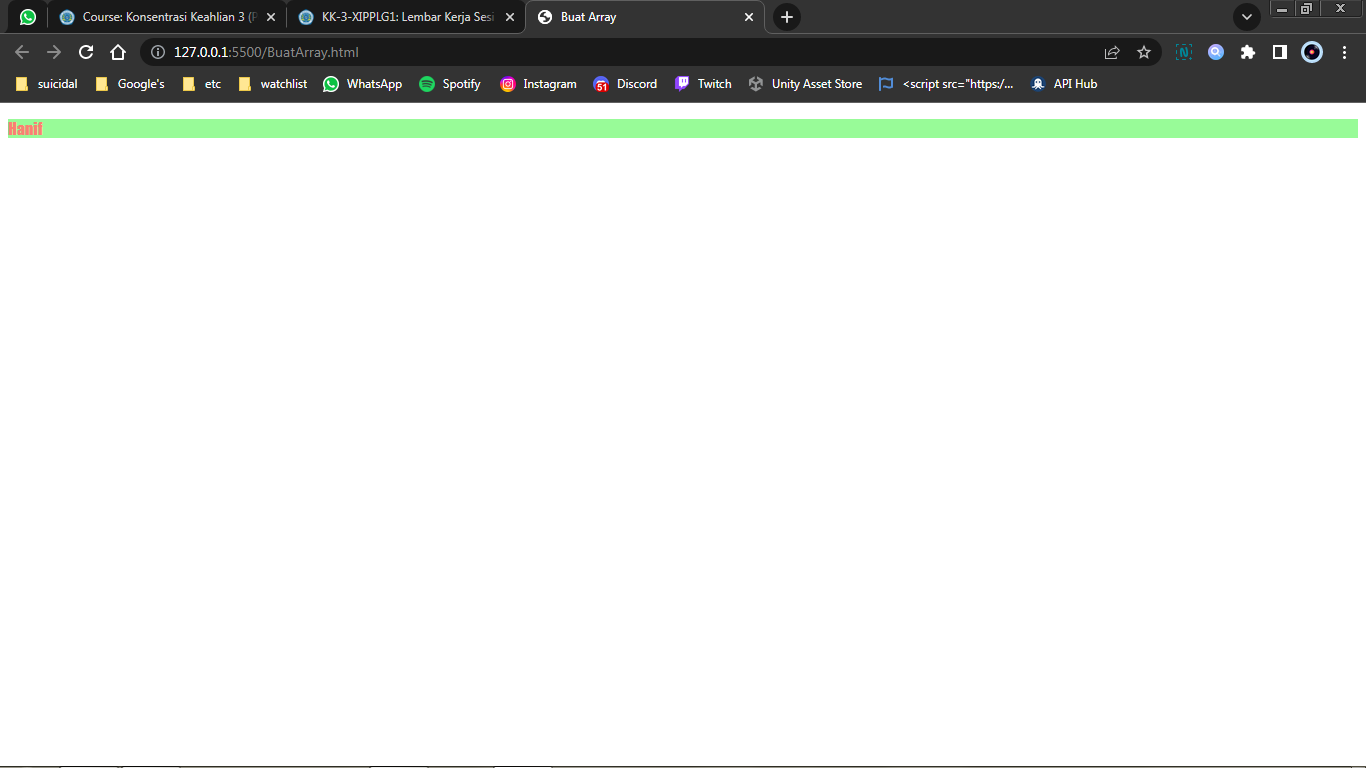 Course: Konsentrasi Keahlian 3 (P
KK-3-XIPPLG1: Lembar Kerja Sesi
Buat Array
127.0.0.1:5500/BuatArray.html
suicidal
Google's
etc
watchlist
WhatsApp
Spotify
Instagram
51
Discord
Twitch
Unity Asset Store
<script src="https:/...
API Hub
N
Hanif